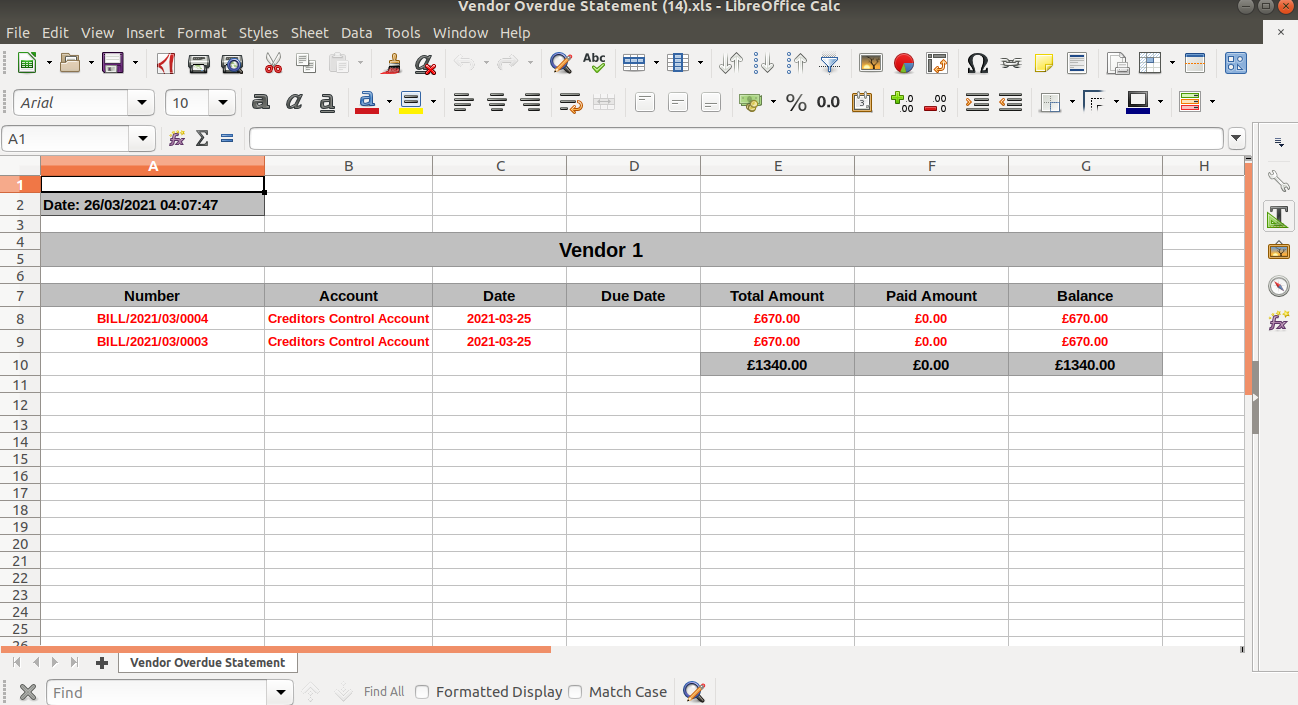 Vendor Overdue Statement (14).xls - LibreOffice Calc
File Edit View Insert Format Styles Sheet Data Tools Window Help
Abc
Arial 10 a a a a 0.0
A1
A B C D E F G H
1
2 Date: 26/03/2021 04:07:47
3
4
Vendor 1
5
6
7 Number Account Date Due Date Total Amount Paid Amount Balance
8 BILL/2021/03/0004 Creditors Control Account 2021-03-25 £670.00 £0.00 £670.00
9 BILL/2021/03/0003 Creditors Control Account 2021-03-25 £670.00 £0.00 £670.00
10 £1340.00 £0.00 £1340.00
11
12
13
14
15
16
17
18
19
20
21
22
23
24
25
26
Vendor Overdue Statement
Find Find All Formatted Display Match Case